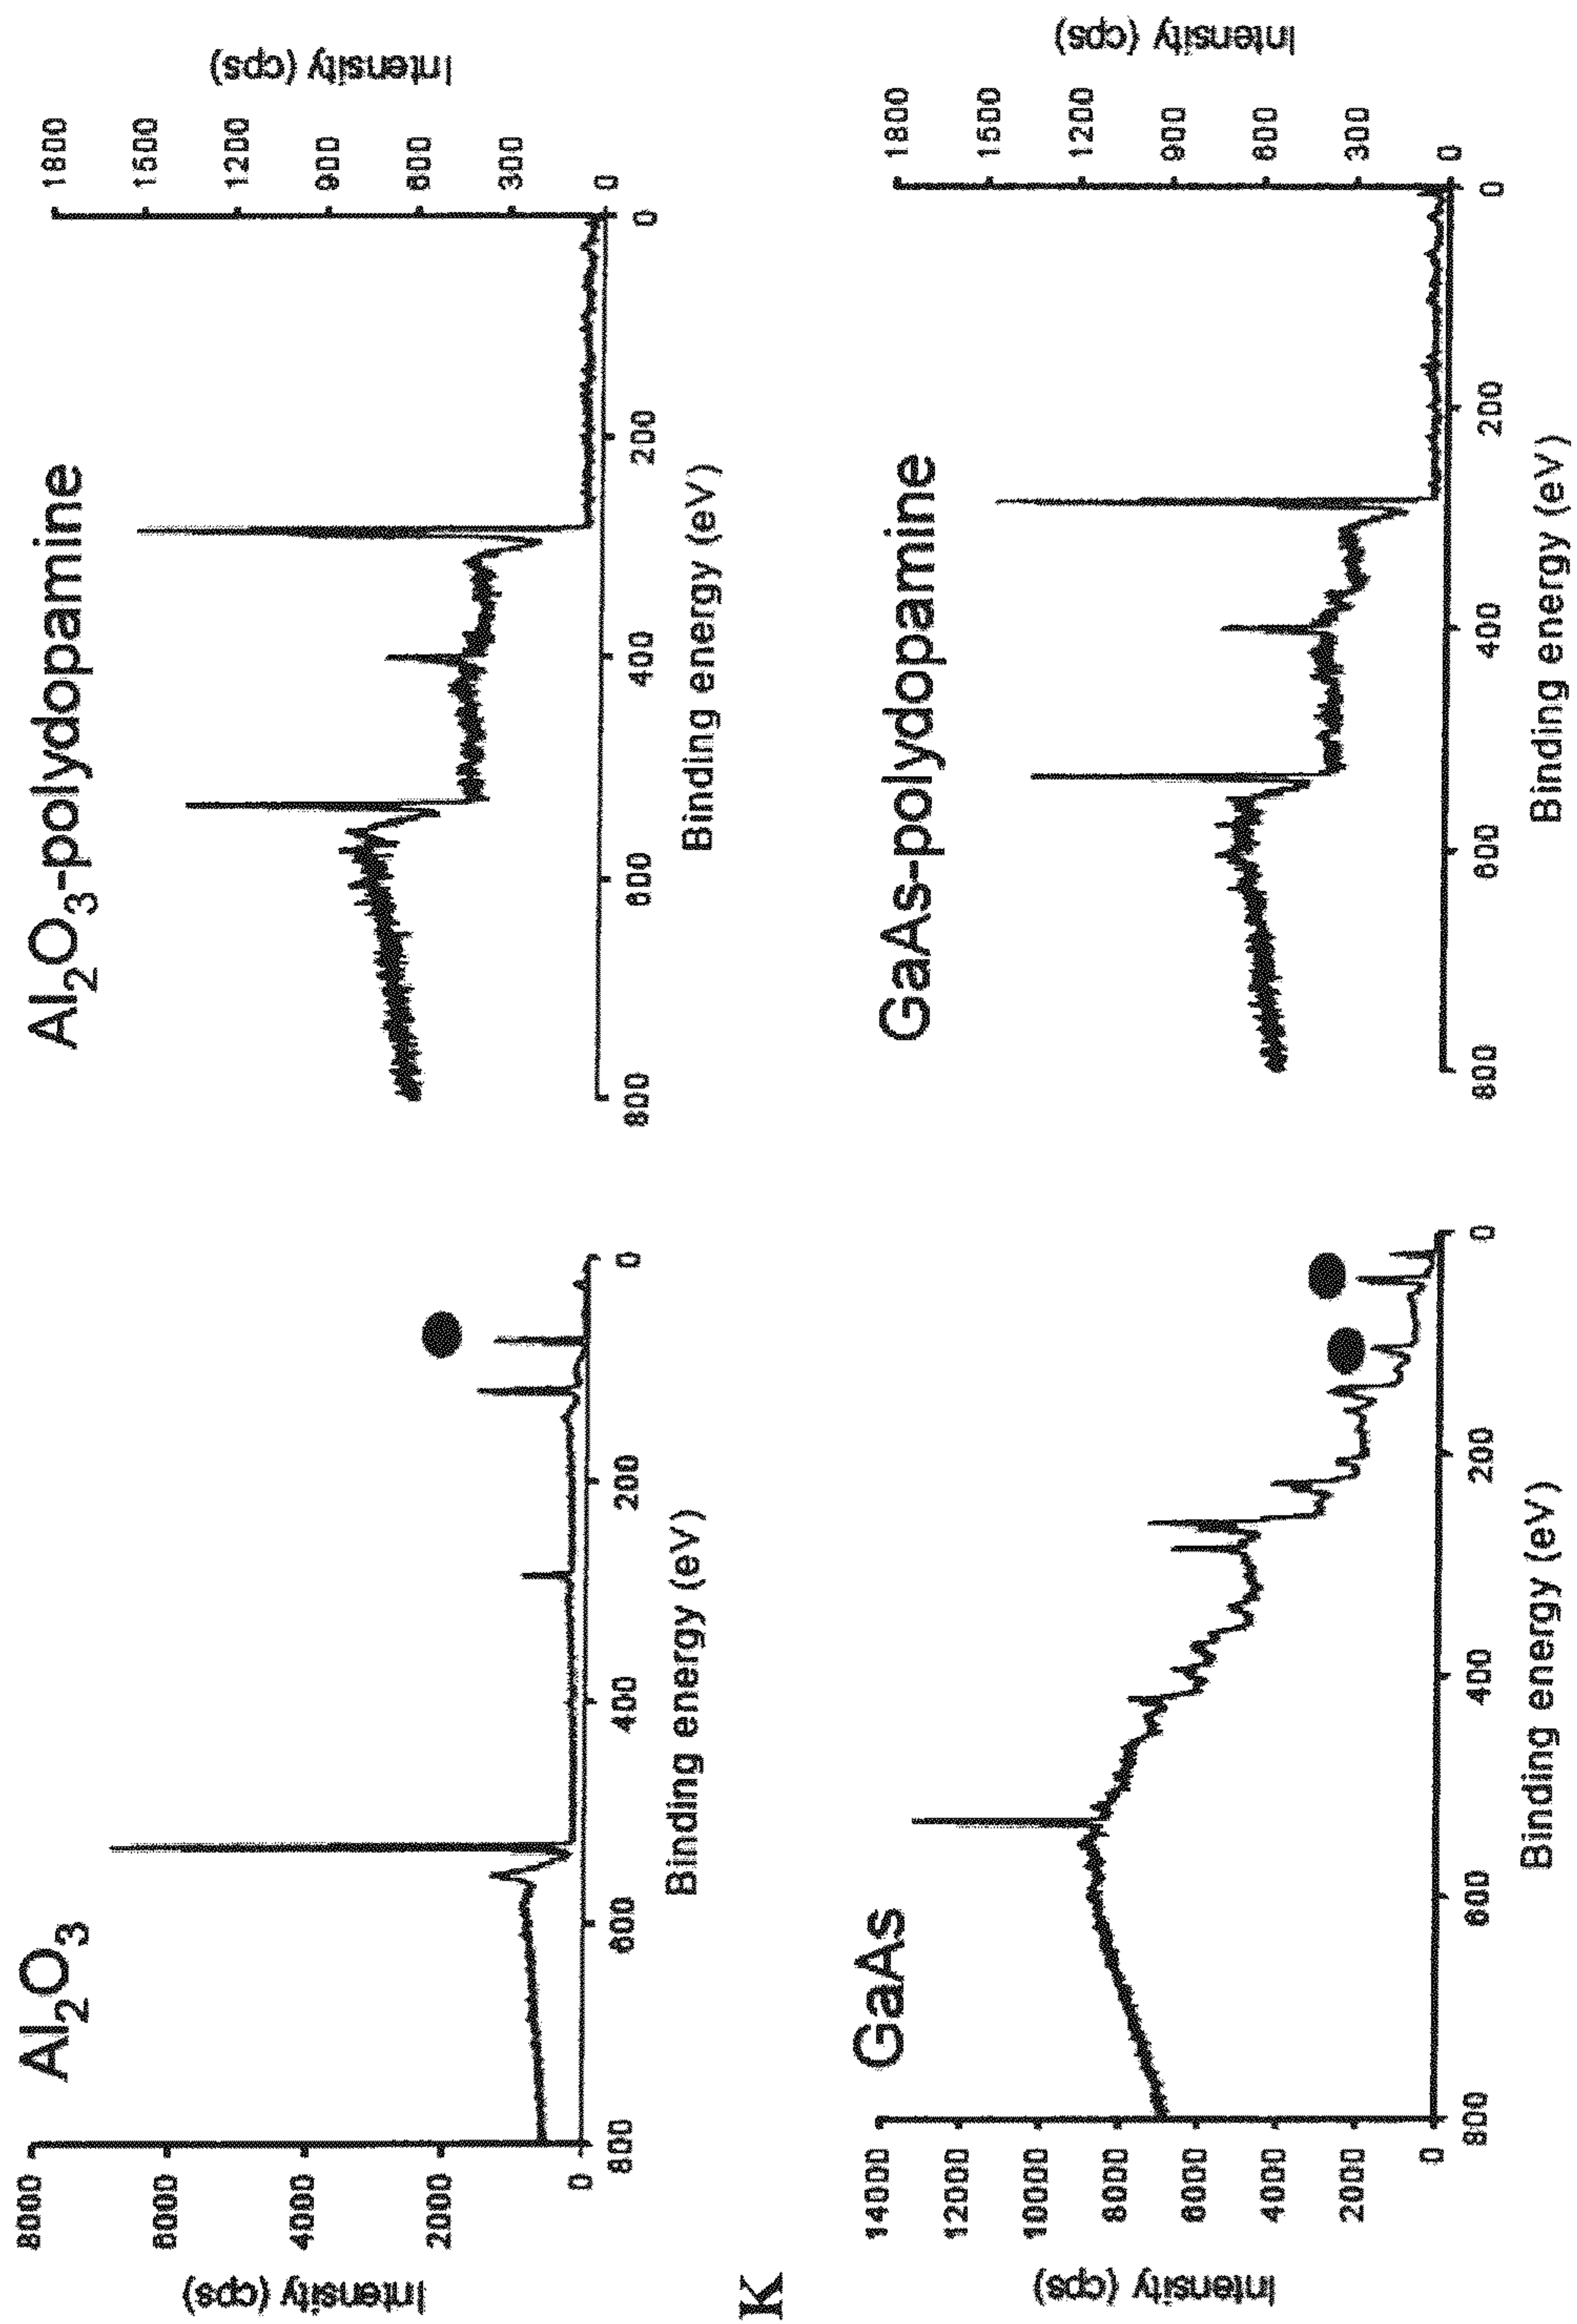 Al₂O₃
Intensity (cps)
8000
6000
4000
2000
0
800 600 400 200 0
Binding energy (eV)
Al₂O₃-polydopamine
1800
1500
1200
900
600
300
0
Intensity (cps)
800 600 400 200 0
Binding energy (eV)
K
GaAs
Intensity (cps)
14000
12000
10000
8000
6000
4000
2000
0
800 600 400 200 0
Binding energy (eV)
GaAs-polydopamine
1800
1500
1200
900
600
300
0
Intensity (cps)
800 600 400 200 0
Binding energy (eV)